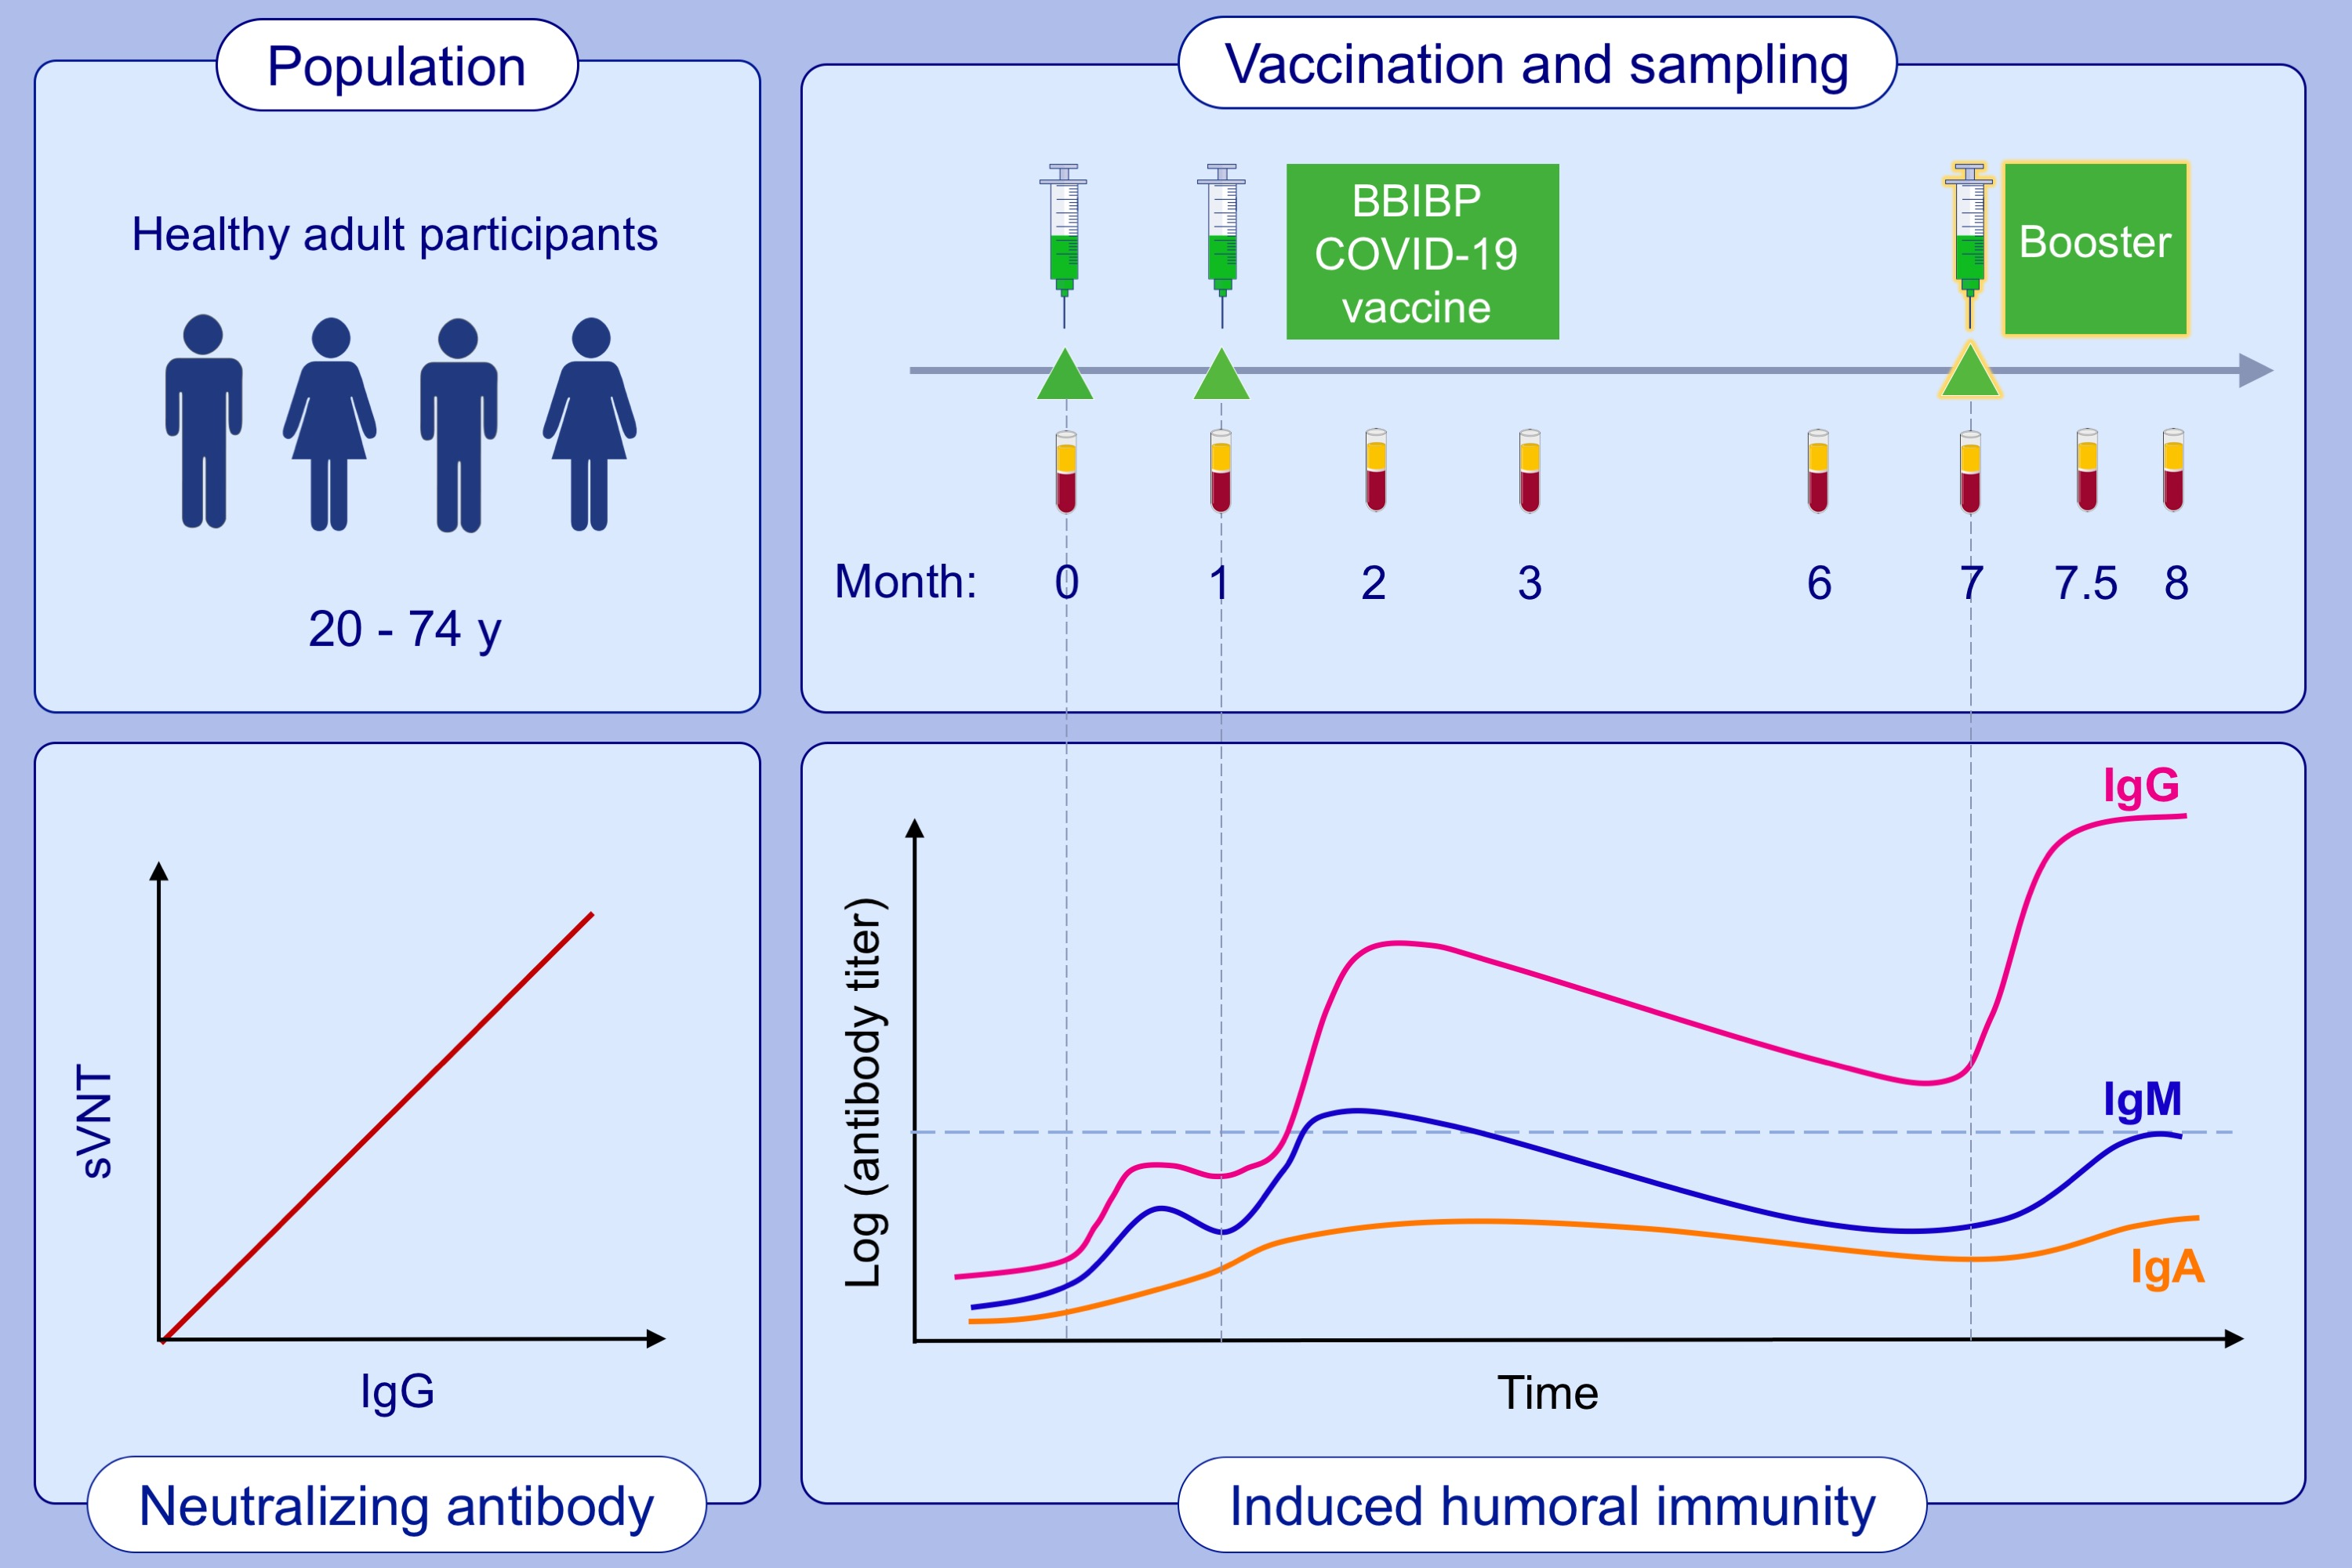 Population
Healthy adult participants
20 - 74 y
Vaccination and sampling
BBIBP
COVID-19
vaccine
Booster
Month: 0 1 2 3 6 7 7.5 8
sVNT
IgG
Neutralizing antibody
Log (antibody titer)
IgG
IgM
IgA
Time
Induced humoral immunity